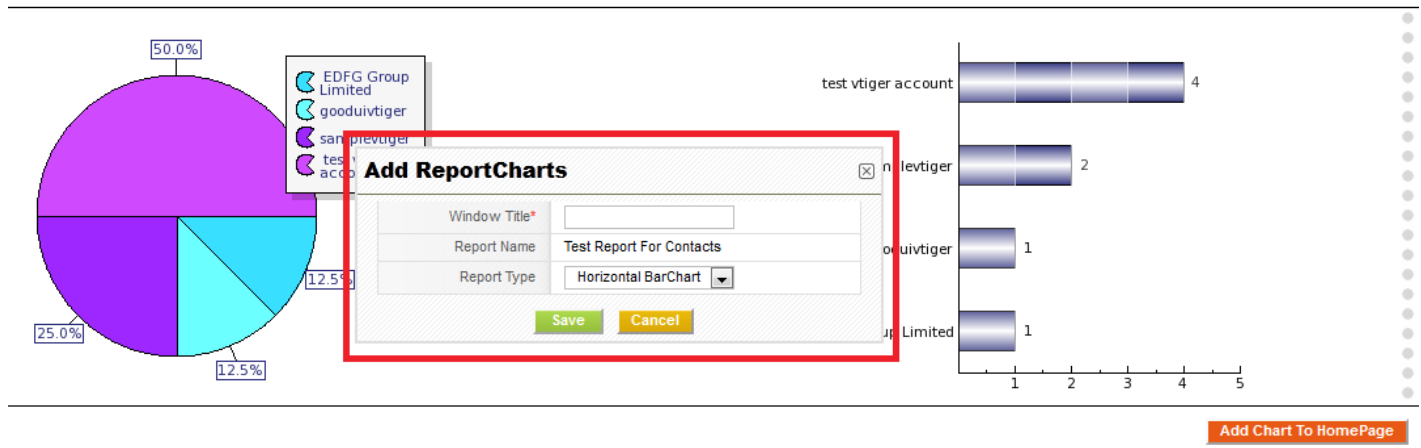 50.0%
EDFG Group
Limited
gooduivtiger
samplevtiger
12.5%
25.0%
12.5%
Add ReportCharts
Window Title*
Report Name Test Report For Contacts
Report Type Horizontal BarChart
Save Cancel
test vtiger account 4
2
1
Limited 1
1 2 3 4 5
Add Chart To HomePage